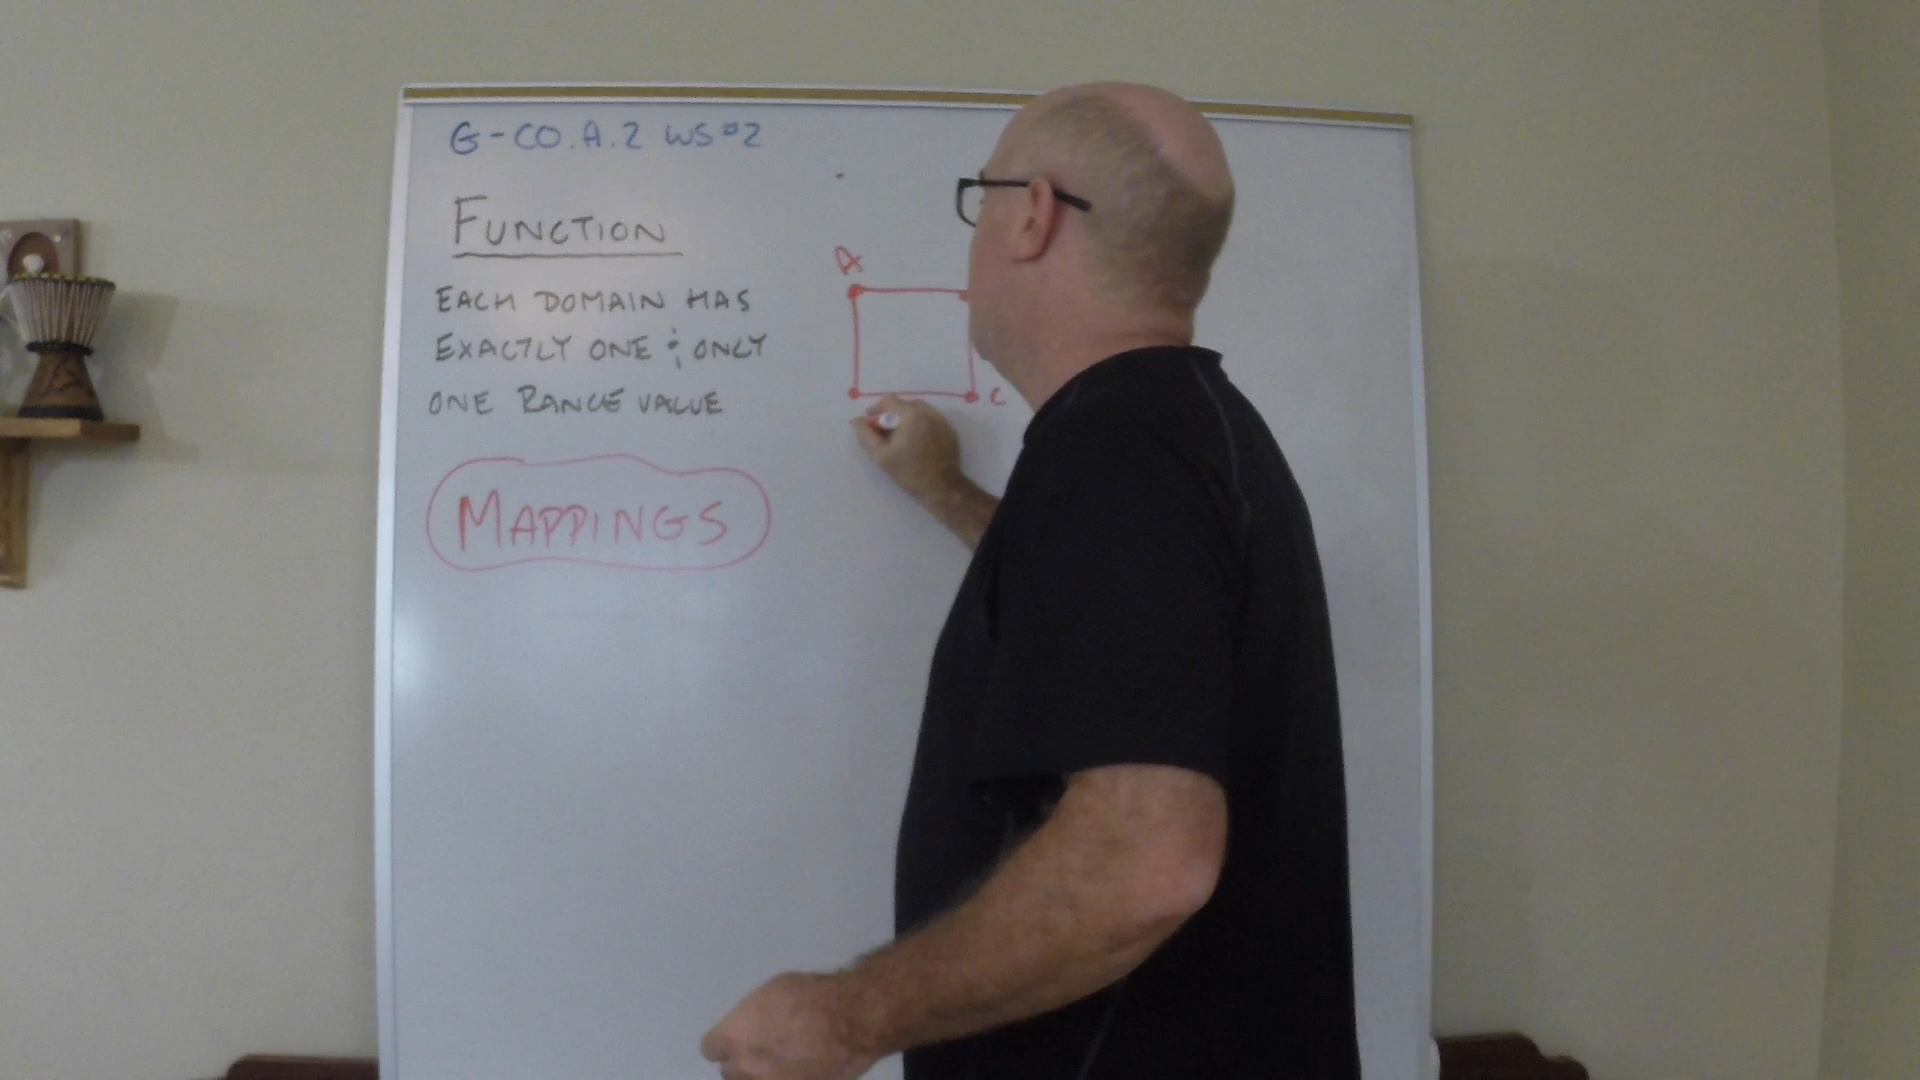 G-CO.A.2 WS#2
FUNCTION
EACH DOMAIN HAS
EXACTLY ONE & ONLY
ONE RANGE VALUE
MAPPINGS
A
C